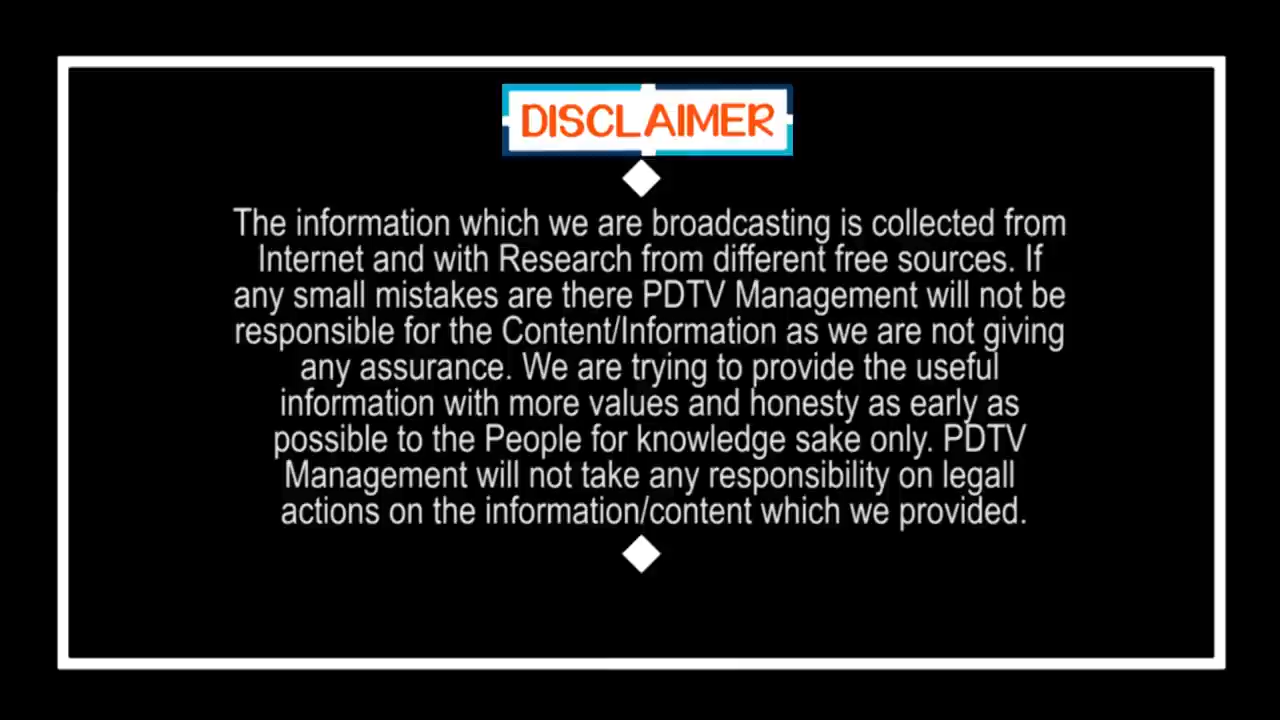 DISCLAIMER
The information which we are broadcasting is collected from
Internet and with Research from different free sources. If
any small mistakes are there PDTV Management will not be
responsible for the Content/Information as we are not giving
any assurance. We are trying to provide the useful
information with more values and honesty as early as
possible to the People for knowledge sake only. PDTV
Management will not take any responsibility on legall
actions on the information/content which we provided.